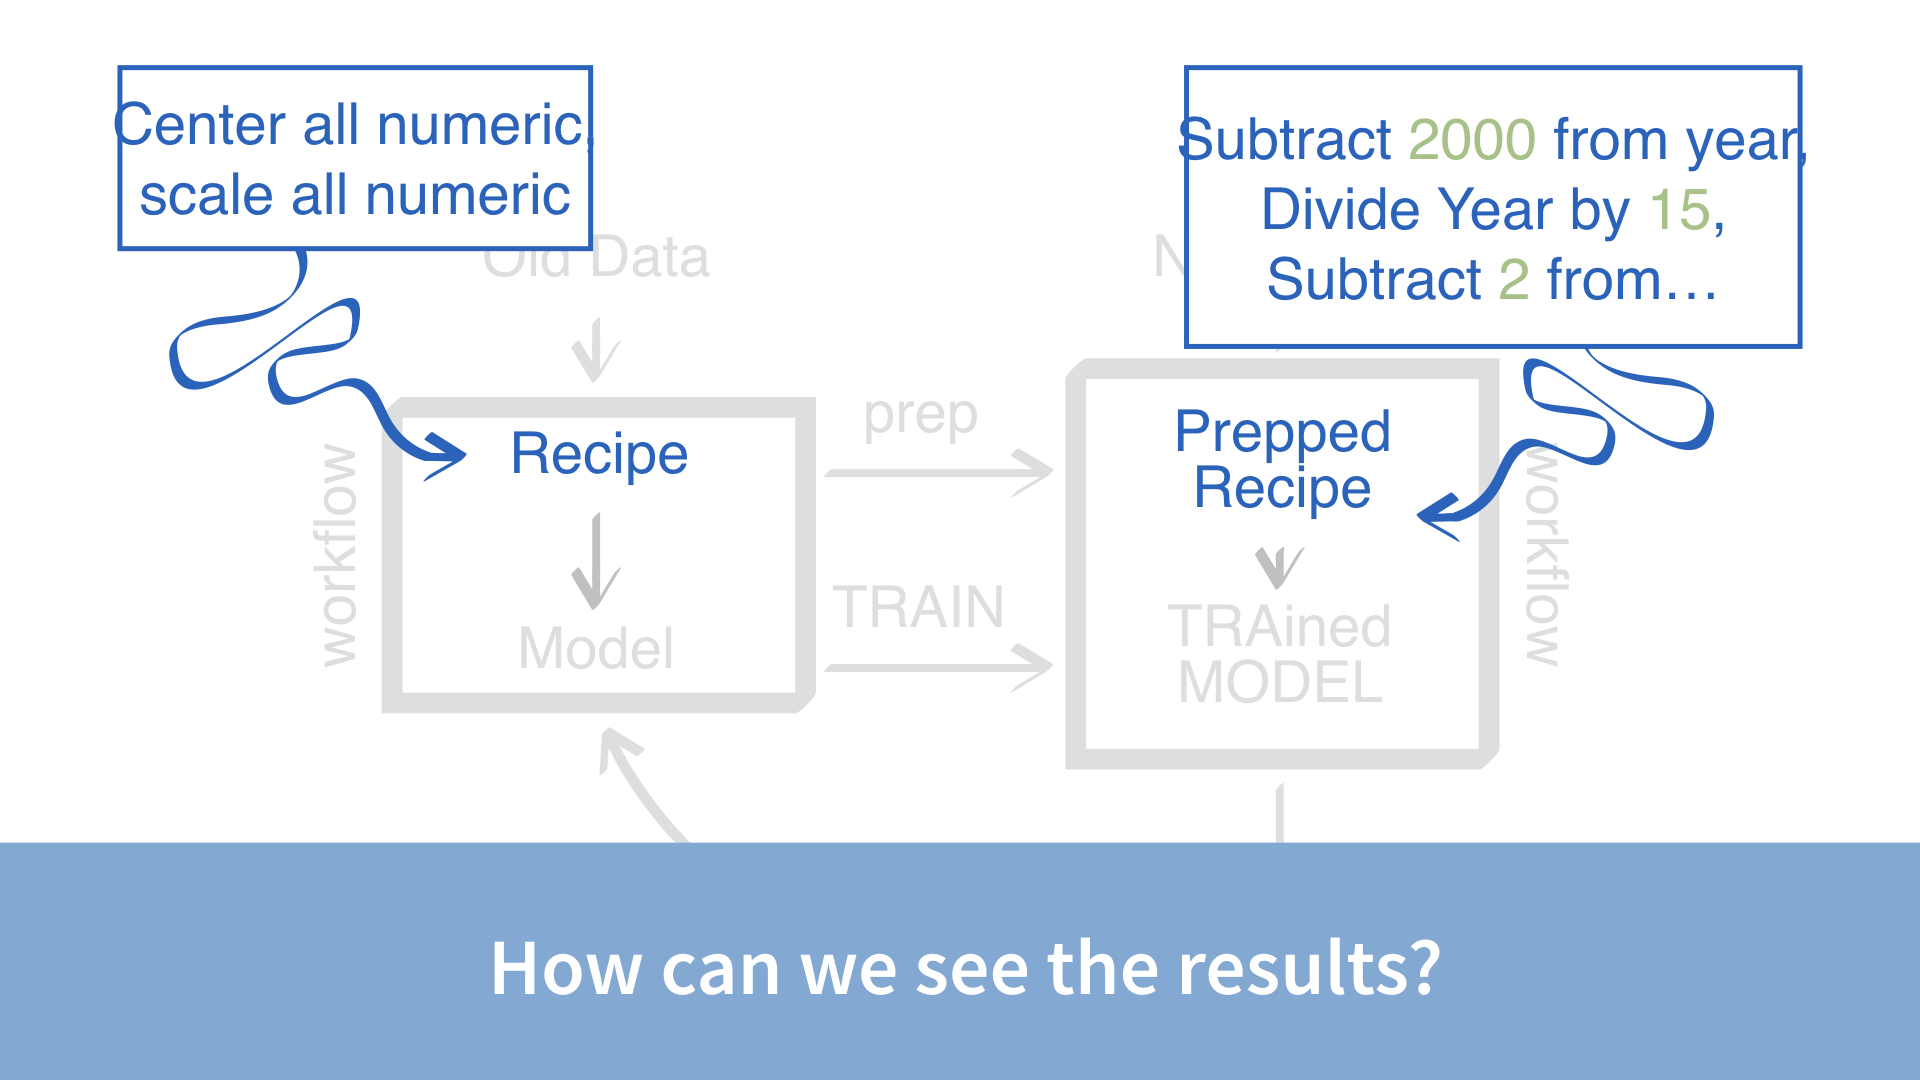 Center all numeric,
scale all numeric
Subtract 2000 from year,
Divide Year by 15,
Subtract 2 from…
Old Data
N
workflow
Recipe
Model
prep
TRAIN
Prepped
Recipe
TRAined
MODEL
workflow
How can we see the results?